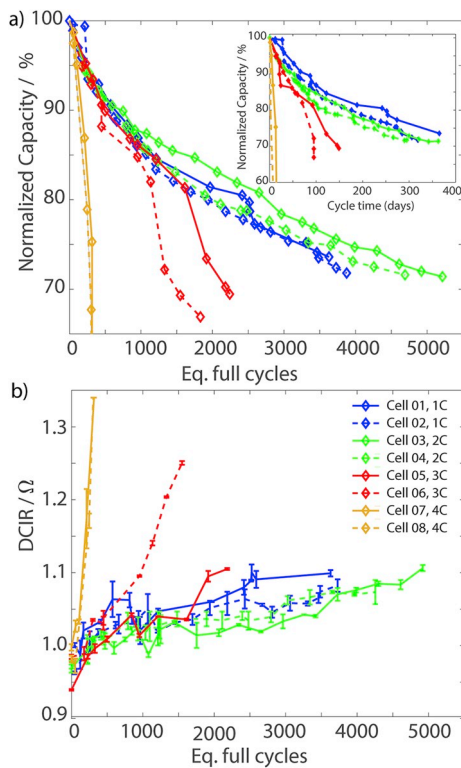 a)
Normalized Capacity / %
100
90
80
70
0
1000
2000
3000
4000
5000
Eq. full cycles
Normalized Capacity / %
100
90
80
70
60
0
100
200
300
400
Cycle time (days)
b)
DCIR / Ω
1.3
1.2
1.1
1.0
0.9
0
1000
2000
3000
4000
5000
Eq. full cycles
Cell 01, 1C
Cell 02, 1C
Cell 03, 2C
Cell 04, 2C
Cell 05, 3C
Cell 06, 3C
Cell 07, 4C
Cell 08, 4C